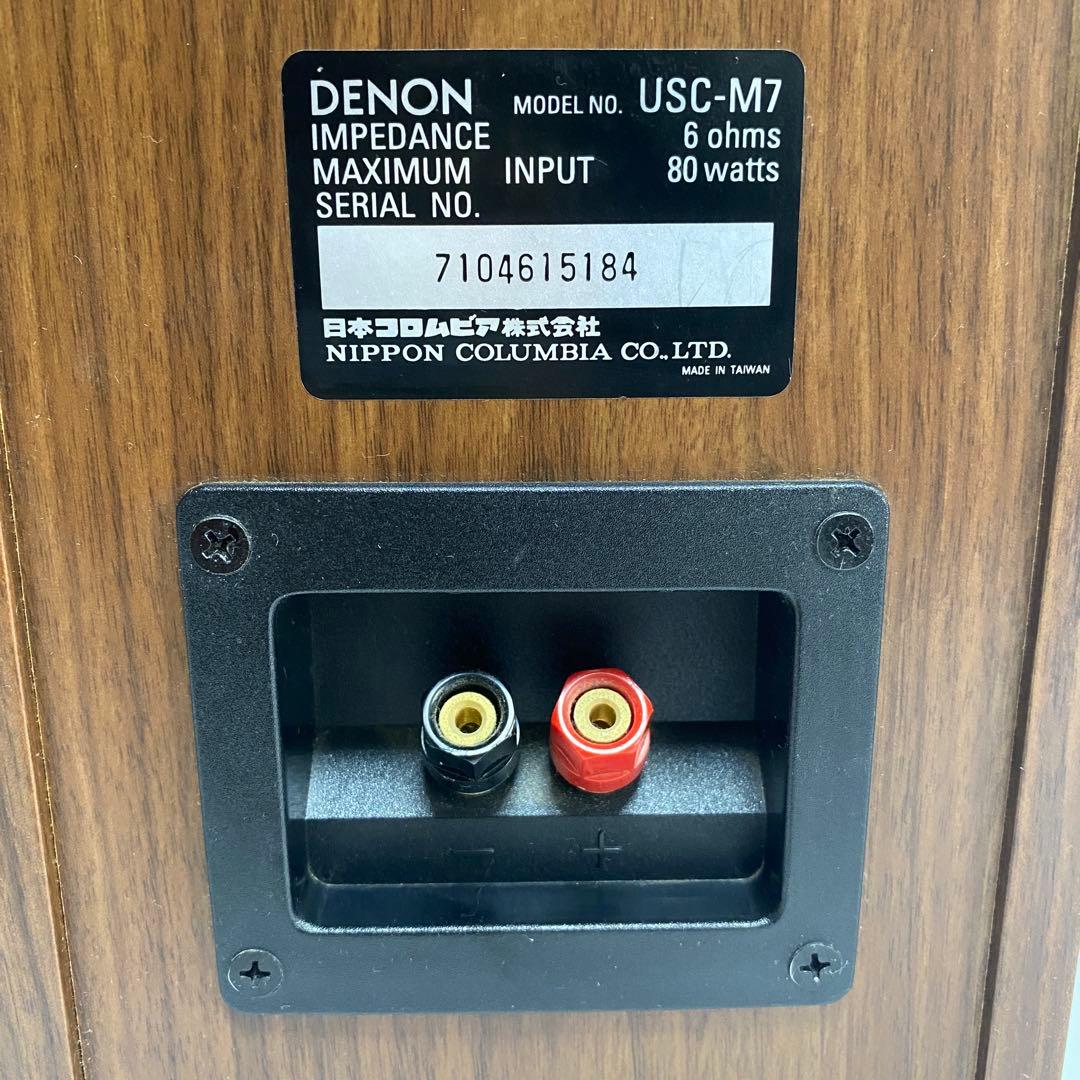 DENON MODEL NO. USC-M7
IMPEDANCE 6 ohms
MAXIMUM INPUT 80 watts
SERIAL NO.
7104615184
日本コロムビア株式会社
NIPPON COLUMBIA CO.,LTD.
MADE IN TAIWAN
− +